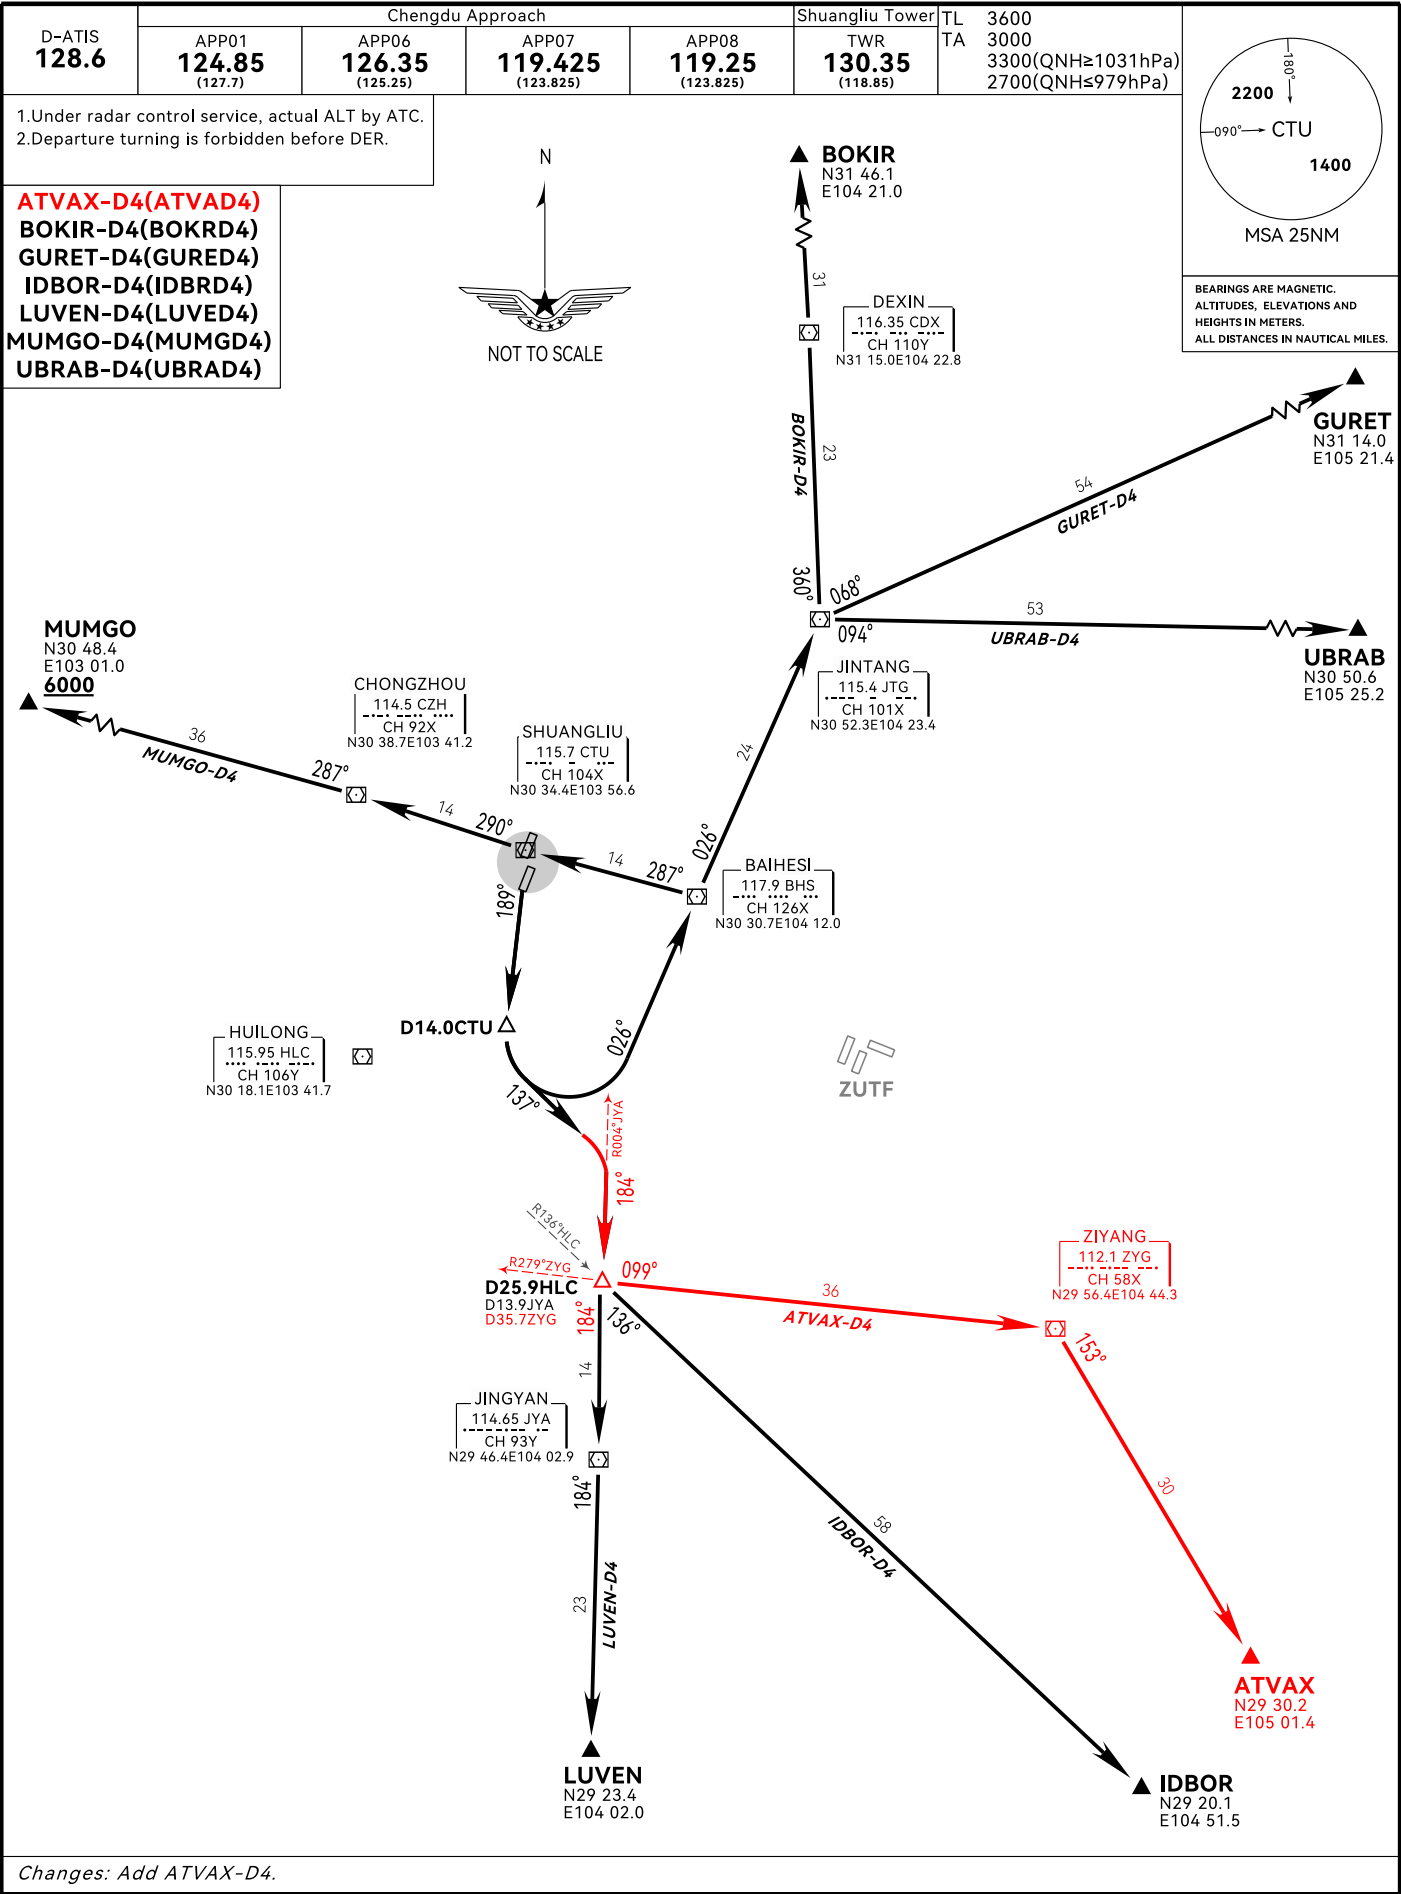 D-ATIS
128.6
Chengdu Approach
APP01
124.85
(127.7)
APP06
126.35
(125.25)
APP07
119.425
(123.825)
APP08
119.25
(123.825)
Shuangliu Tower
TWR
130.35
(118.85)
TL 3600
TA 3000
3300(QNH≥1031hPa)
2700(QNH≤979hPa)
180°
2200
090°
CTU
1400
MSA 25NM
BEARINGS ARE MAGNETIC.
ALTITUDES, ELEVATIONS AND
HEIGHTS IN METERS.
ALL DISTANCES IN NAUTICAL MILES.
1.Under radar control service, actual ALT by ATC.
2.Departure turning is forbidden before DER.
ATVAX-D4(ATVAD4)
BOKIR-D4(BOKRD4)
GURET-D4(GURED4)
IDBOR-D4(IDBRD4)
LUVEN-D4(LUVED4)
MUMGO-D4(MUMGD4)
UBRAB-D4(UBRAD4)
N
NOT TO SCALE
BOKIR
N31 46.1
E104 21.0
31
DEXIN
116.35 CDX
CH 110Y
N31 15.0E104 22.8
BOKIR-D4
23
GURET
N31 14.0
E105 21.4
54
GURET-D4
360°
068°
094°
53
UBRAB-D4
UBRAB
N30 50.6
E105 25.2
JINTANG
115.4 JTG
CH 101X
N30 52.3E104 23.4
MUMGO
N30 48.4
E103 01.0
6000
36
MUMGO-D4
CHONGZHOU
114.5 CZH
CH 92X
N30 38.7E103 41.2
287°
14
SHUANGLIU
115.7 CTU
CH 104X
N30 34.4E103 56.6
290°
14
287°
24
026°
BAIHESI
117.9 BHS
CH 126X
N30 30.7E104 12.0
189°
D14.0CTU
026°
HUILONG
115.95 HLC
CH 106Y
N30 18.1E103 41.7
ZUTF
137°
R004°JYA
184°
R136°HLC
R279°ZYG
D25.9HLC
D13.9JYA
D35.7ZYG
099°
36
ATVAX-D4
ZIYANG
112.1 ZYG
CH 58X
N29 56.4E104 44.3
153°
184°
136°
14
JINGYAN
114.65 JYA
CH 93Y
N29 46.4E104 02.9
184°
30
58
IDBOR-D4
23
LUVEN-D4
ATVAX
N29 30.2
E105 01.4
LUVEN
N29 23.4
E104 02.0
IDBOR
N29 20.1
E104 51.5
Changes: Add ATVAX-D4.